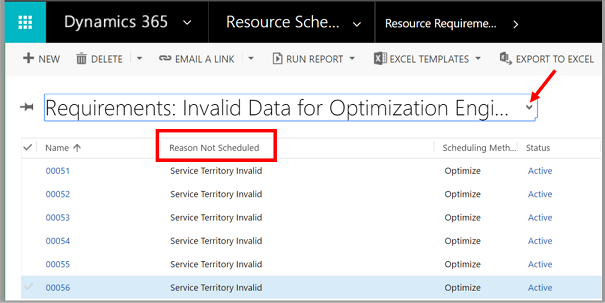 Dynamics 365 Resource Sche... Resource Requireme...
+ NEW DELETE EMAIL A LINK RUN REPORT EXCEL TEMPLATES EXPORT TO EXCEL
Requirements: Invalid Data for Optimization Engi...
Name Reason Not Scheduled Scheduling Meth... Status
00051 Service Territory Invalid Optimize Active
00052 Service Territory Invalid Optimize Active
00053 Service Territory Invalid Optimize Active
00054 Service Territory Invalid Optimize Active
00055 Service Territory Invalid Optimize Active
00056 Service Territory Invalid Optimize Active